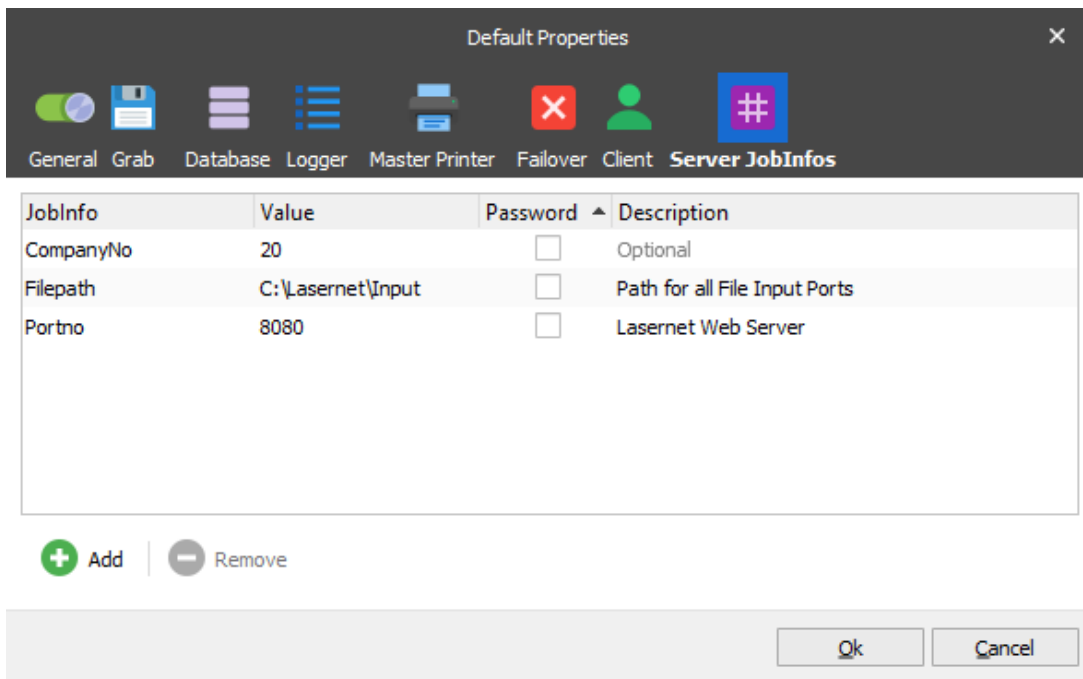 Default Properties
General Grab Database Logger Master Printer Failover Client Server JobInfos
JobInfo Value Password Description
CompanyNo 20 Optional
Filepath C:\Lasernet\Input Path for all File Input Ports
Portno 8080 Lasernet Web Server
Add Remove
Ok Cancel